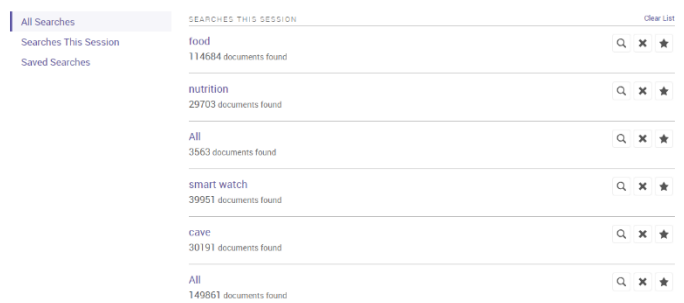 All Searches
Searches This Session
Saved Searches
SEARCHES THIS SESSION
Clear List
food
114684 documents found
nutrition
29703 documents found
All
3563 documents found
smart watch
39951 documents found
cave
30191 documents found
All
149861 documents found